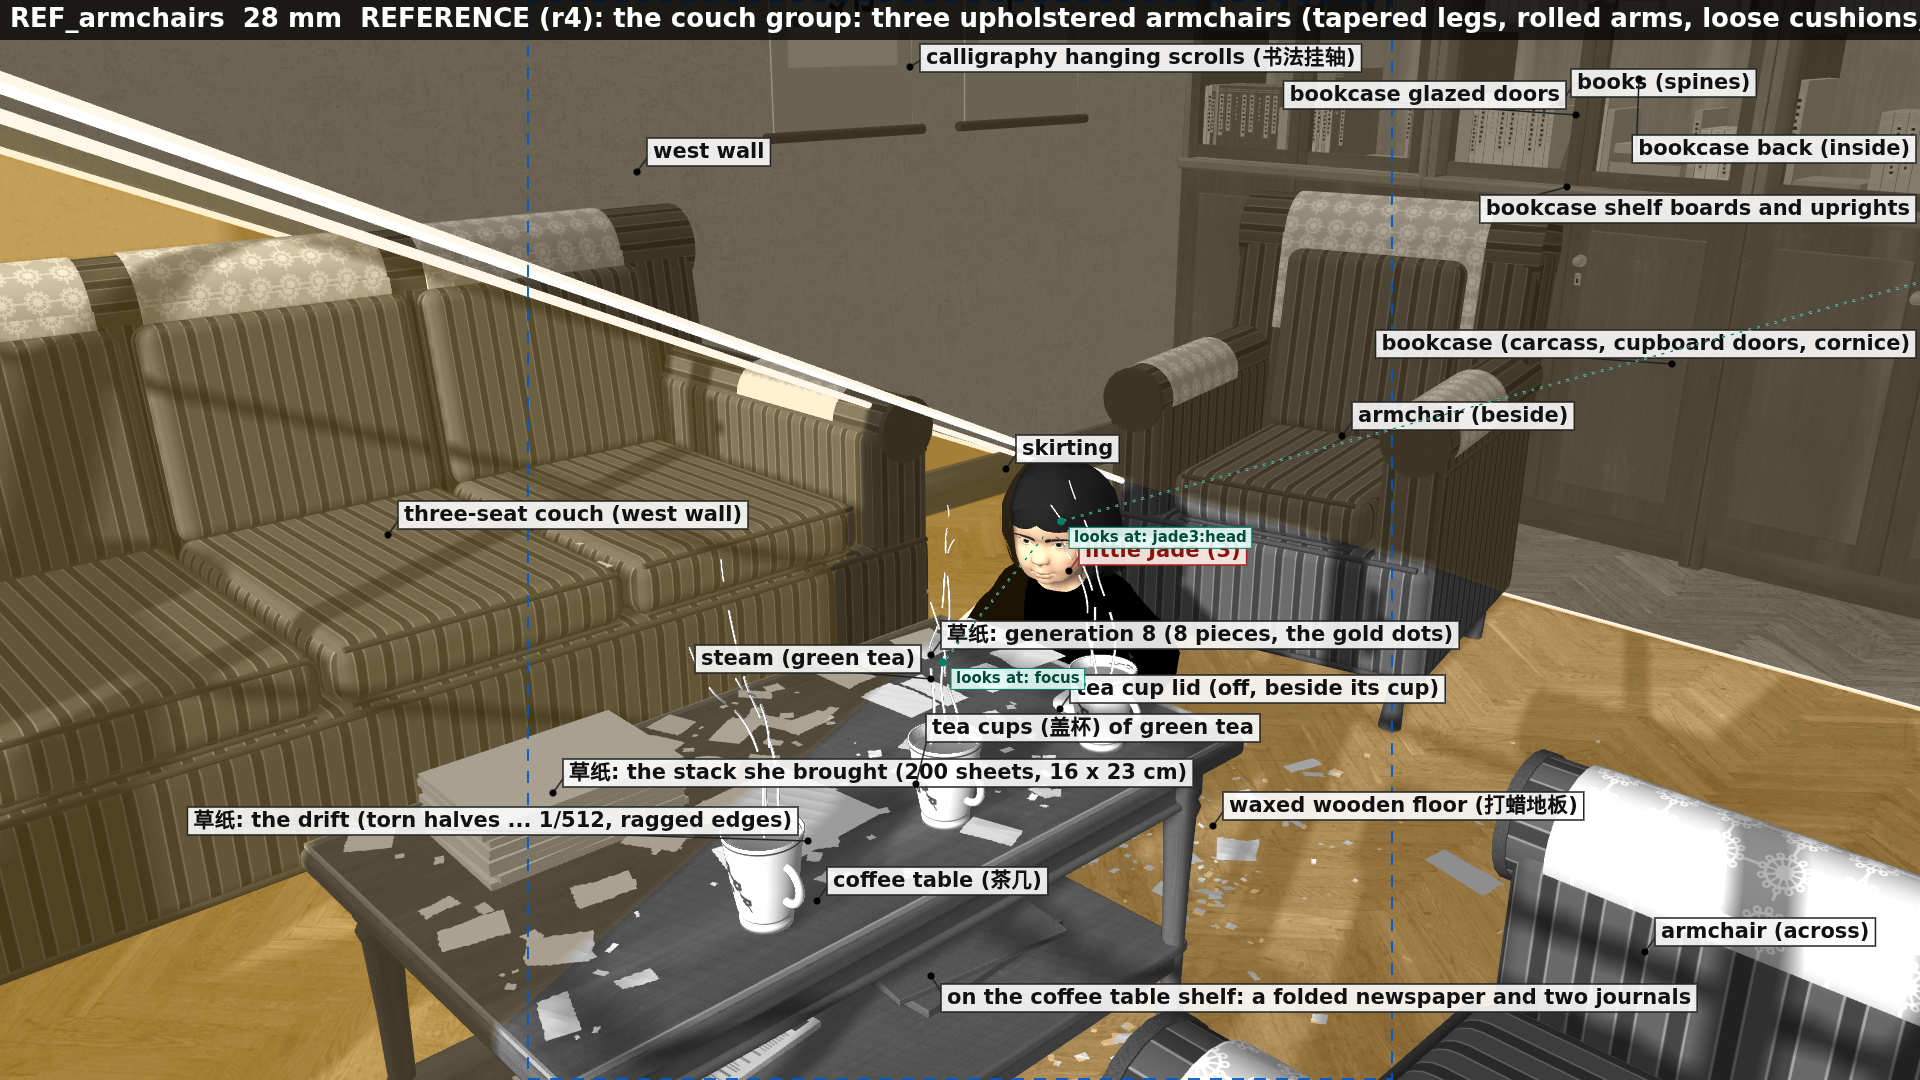 REF_armchairs 28 mm REFERENCE (r4): the couch group: three upholstered armchairs (tapered legs, rolled arms, loose cushions,
calligraphy hanging scrolls (书法挂轴)
books (spines)
bookcase glazed doors
west wall
bookcase back (inside)
bookcase shelf boards and uprights
bookcase (carcass, cupboard doors, cornice)
armchair (beside)
skirting
three-seat couch (west wall)
looks at: jade3:head
little jade (3)
草纸: generation 8 (8 pieces, the gold dots)
steam (green tea)
looks at: focus
tea cup lid (off, beside its cup)
tea cups (盖杯) of green tea
草纸: the stack she brought (200 sheets, 16 x 23 cm)
waxed wooden floor (打蜡地板)
草纸: the drift (torn halves ... 1/512, ragged edges)
coffee table (茶几)
armchair (across)
on the coffee table shelf: a folded newspaper and two journals